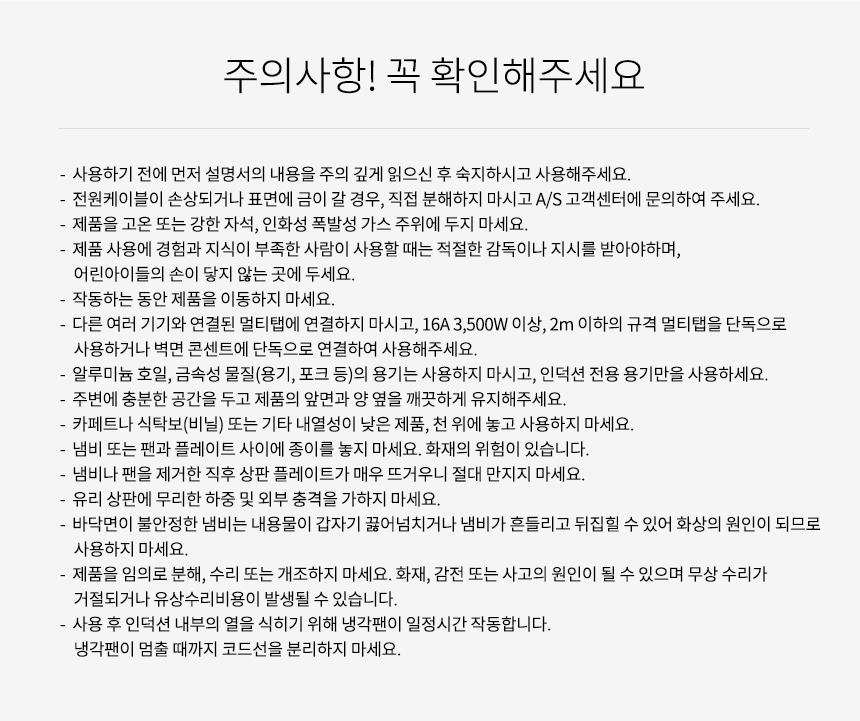 주의사항! 꼭 확인해주세요
- 사용하기 전에 먼저 설명서의 내용을 주의 깊게 읽으신 후 숙지하시고 사용해주세요.
- 전원케이블이 손상되거나 표면에 금이 갈 경우, 직접 분해하지 마시고 A/S 고객센터에 문의하여 주세요.
- 제품을 고온 또는 강한 자석, 인화성 폭발성 가스 주위에 두지 마세요.
- 제품 사용에 경험과 지식이 부족한 사람이 사용할 때는 적절한 감독이나 지시를 받아야하며,
어린아이들의 손이 닿지 않는 곳에 두세요.
- 작동하는 동안 제품을 이동하지 마세요.
- 다른 여러 기기와 연결된 멀티탭에 연결하지 마시고, 16A 3,500W 이상, 2m 이하의 규격 멀티탭을 단독으로
사용하거나 벽면 콘센트에 단독으로 연결하여 사용해주세요.
- 알루미늄 호일, 금속성 물질(용기, 포크 등)의 용기는 사용하지 마시고, 인덕션 전용 용기만을 사용하세요.
- 주변에 충분한 공간을 두고 제품의 앞면과 양 옆을 깨끗하게 유지해주세요.
- 카페트나 식탁보(비닐) 또는 기타 내열성이 낮은 제품, 천 위에 놓고 사용하지 마세요.
- 냄비 또는 팬과 플레이트 사이에 종이를 놓지 마세요. 화재의 위험이 있습니다.
- 냄비나 팬을 제거한 직후 상판 플레이트가 매우 뜨거우니 절대 만지지 마세요.
- 유리 상판에 무리한 하중 및 외부 충격을 가하지 마세요.
- 바닥면이 불안정한 냄비는 내용물이 갑자기 끓어넘치거나 냄비가 흔들리고 뒤집힐 수 있어 화상의 원인이 되므로
사용하지 마세요.
- 제품을 임의로 분해, 수리 또는 개조하지 마세요. 화재, 감전 또는 사고의 원인이 될 수 있으며 무상 수리가
거절되거나 유상수리비용이 발생될 수 있습니다.
- 사용 후 인덕션 내부의 열을 식히기 위해 냉각팬이 일정시간 작동합니다.
냉각팬이 멈출 때까지 코드선을 분리하지 마세요.